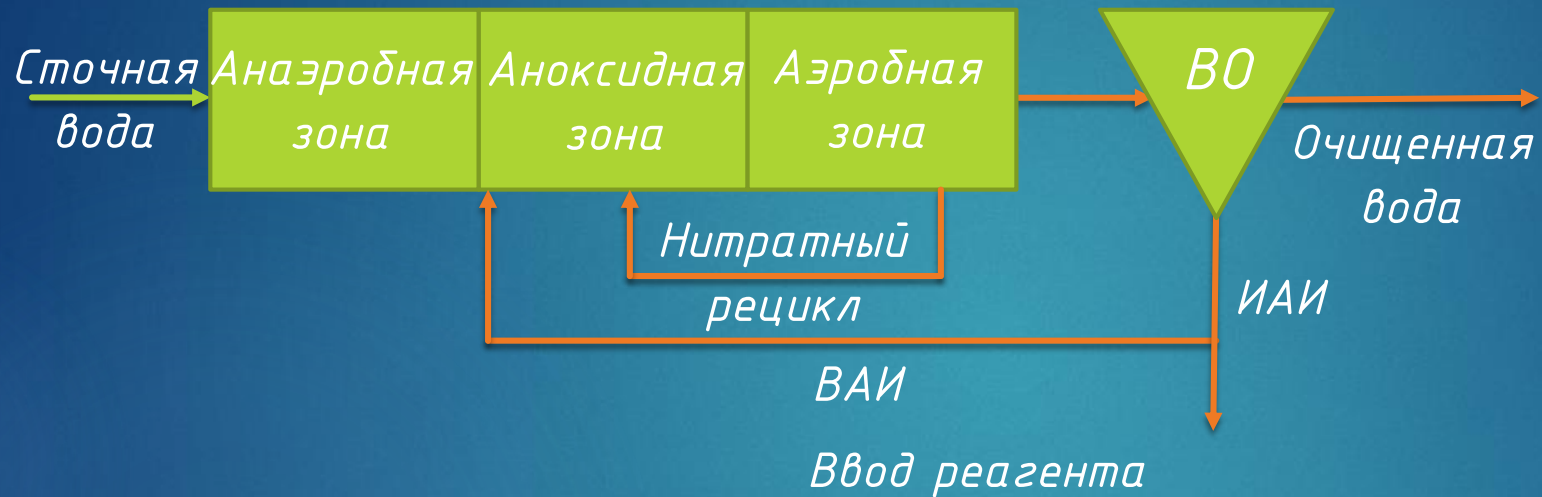 Сточная
вода
Анаэробная
зона
Аноксидная
зона
Аэробная
зона
ВО
Очищенная
вода
Нитратный
рецикл
ИАИ
ВАИ
Ввод реагента